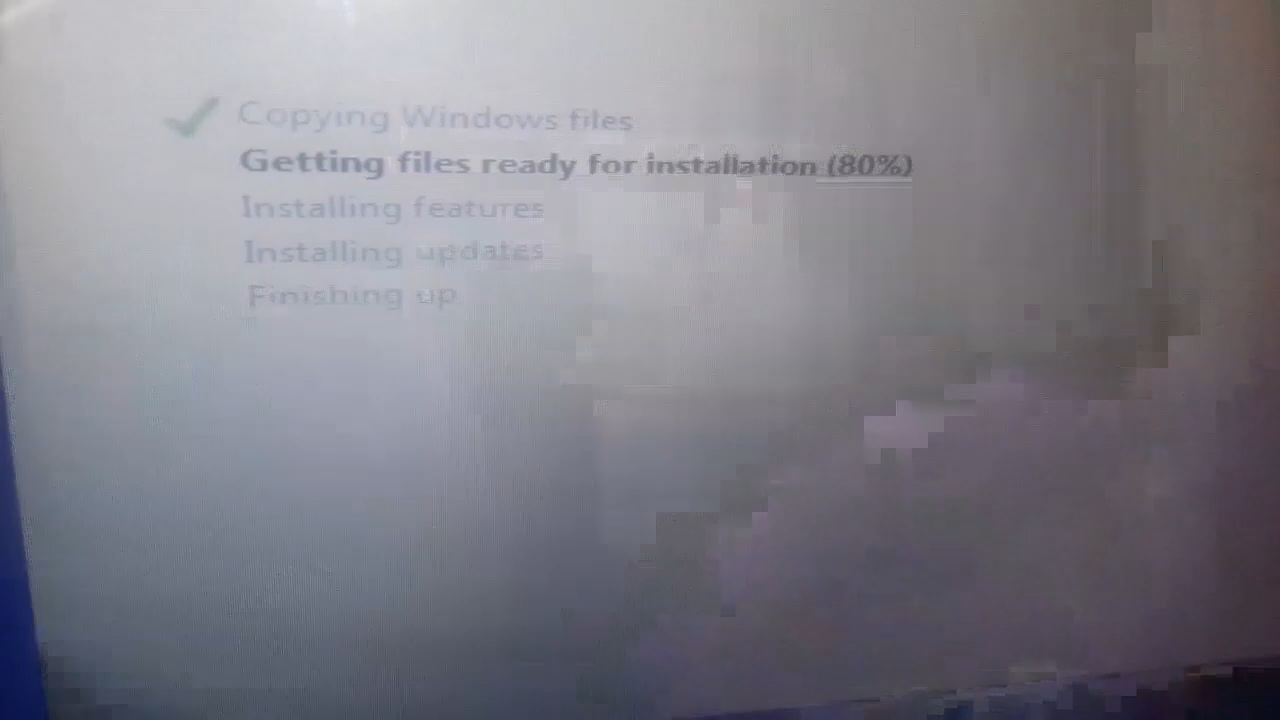 Copying Windows files
Getting files ready for installation (80%)
Installing features
Installing updates
Finishing up